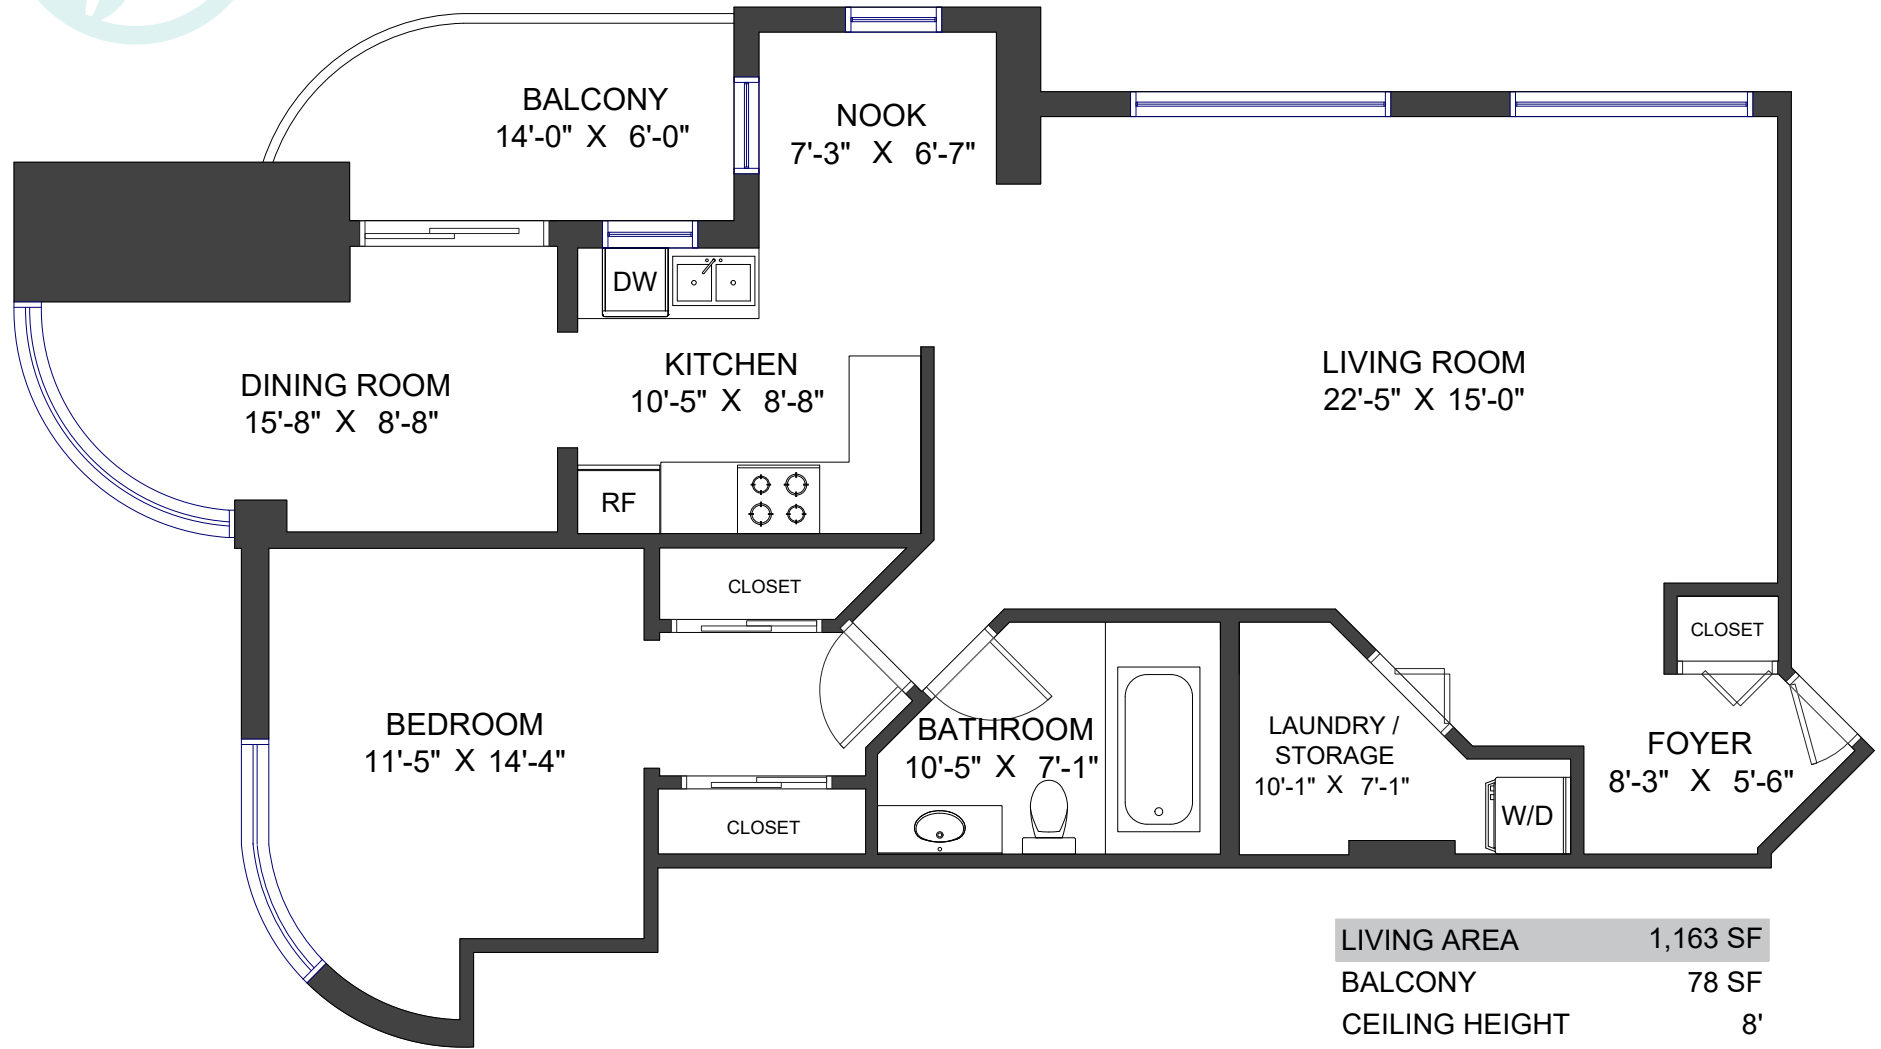 BALCONY
14'-0" X 6'-0"
NOOK
7'-3" X 6'-7"
DW
DINING ROOM
15'-8" X 8'-8"
KITCHEN
10'-5" X 8'-8"
LIVING ROOM
22'-5" X 15'-0"
RF
CLOSET
CLOSET
BEDROOM
11'-5" X 14'-4"
BATHROOM
10'-5" X 7'-1"
LAUNDRY /
STORAGE
10'-1" X 7'-1"
FOYER
8'-3" X 5'-6"
W/D
CLOSET
LIVING AREA 1,163 SF
BALCONY 78 SF
CEILING HEIGHT 8'